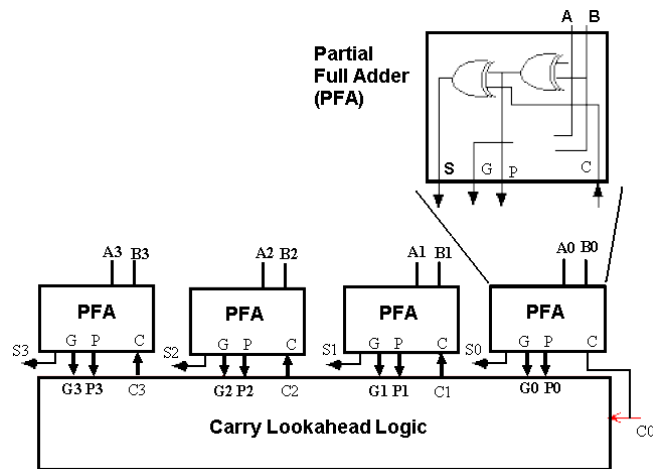 A B
Partial
Full Adder
(PFA)
S G P C
A3 B3 A2 B2 A1 B1 A0 B0
PFA PFA PFA PFA
G P C G P C G P C G P C
S3 S2 S1 S0
G3 P3 C3 G2 P2 C2 G1 P1 C1 G0 P0
C0
Carry Lookahead Logic